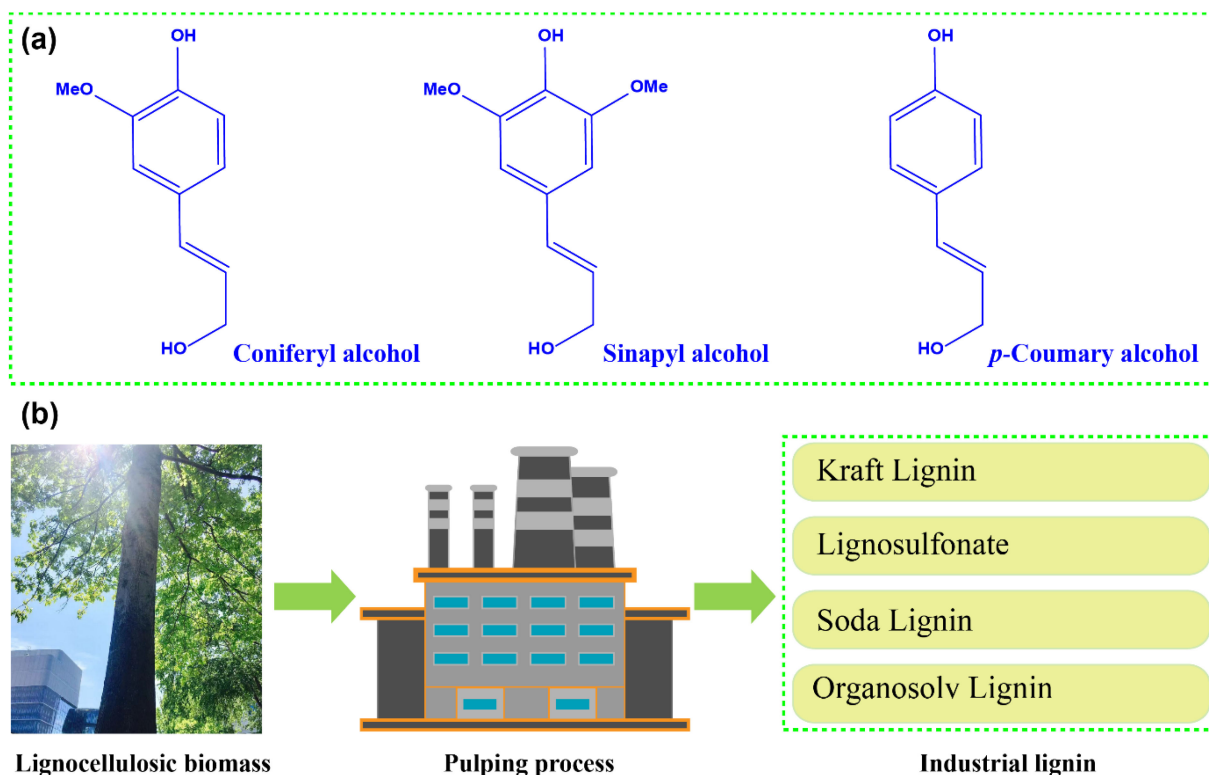 (a)
OH
MeO
HO
Coniferyl alcohol
OH
MeO
OMe
HO
Sinapyl alcohol
OH
HO
p-Coumary alcohol
(b)
Kraft Lignin
Lignosulfonate
Soda Lignin
Organosolv Lignin
Lignocellulosic biomass
Pulping process
Industrial lignin